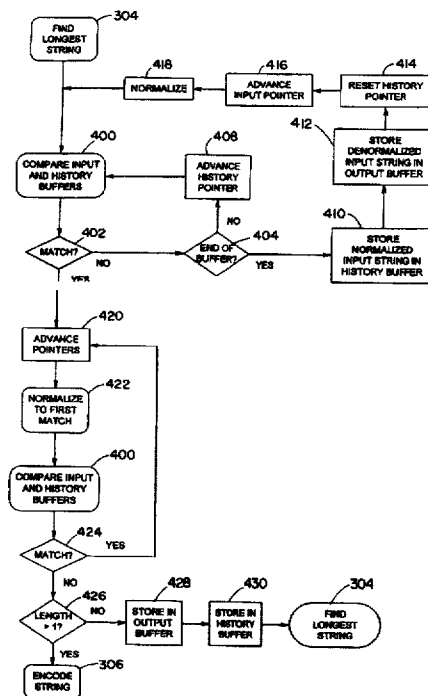 304
FIND
LONGEST
STRING
418
NORMALIZE
416
ADVANCE
INPUT POINTER
414
RESET HISTORY
POINTER
412
STORE
DENORMALIZED
INPUT STRING IN
OUTPUT BUFFER
400
COMPARE INPUT
AND HISTORY
BUFFERS
408
ADVANCE
HISTORY
POINTER
410
STORE
NORMALIZED
INPUT STRING IN
HISTORY BUFFER
402
MATCH?
NO
YES
404
END OF
BUFFER?
NO
YES
420
ADVANCE
POINTERS
422
NORMALIZE
TO FIRST
MATCH
400
COMPARE INPUT
AND HISTORY
BUFFERS
424
MATCH?
YES
NO
426
LENGTH
> 1?
NO
YES
428
STORE IN
OUTPUT
BUFFER
430
STORE IN
HISTORY
BUFFER
304
FIND
LONGEST
STRING
306
ENCODE
STRING